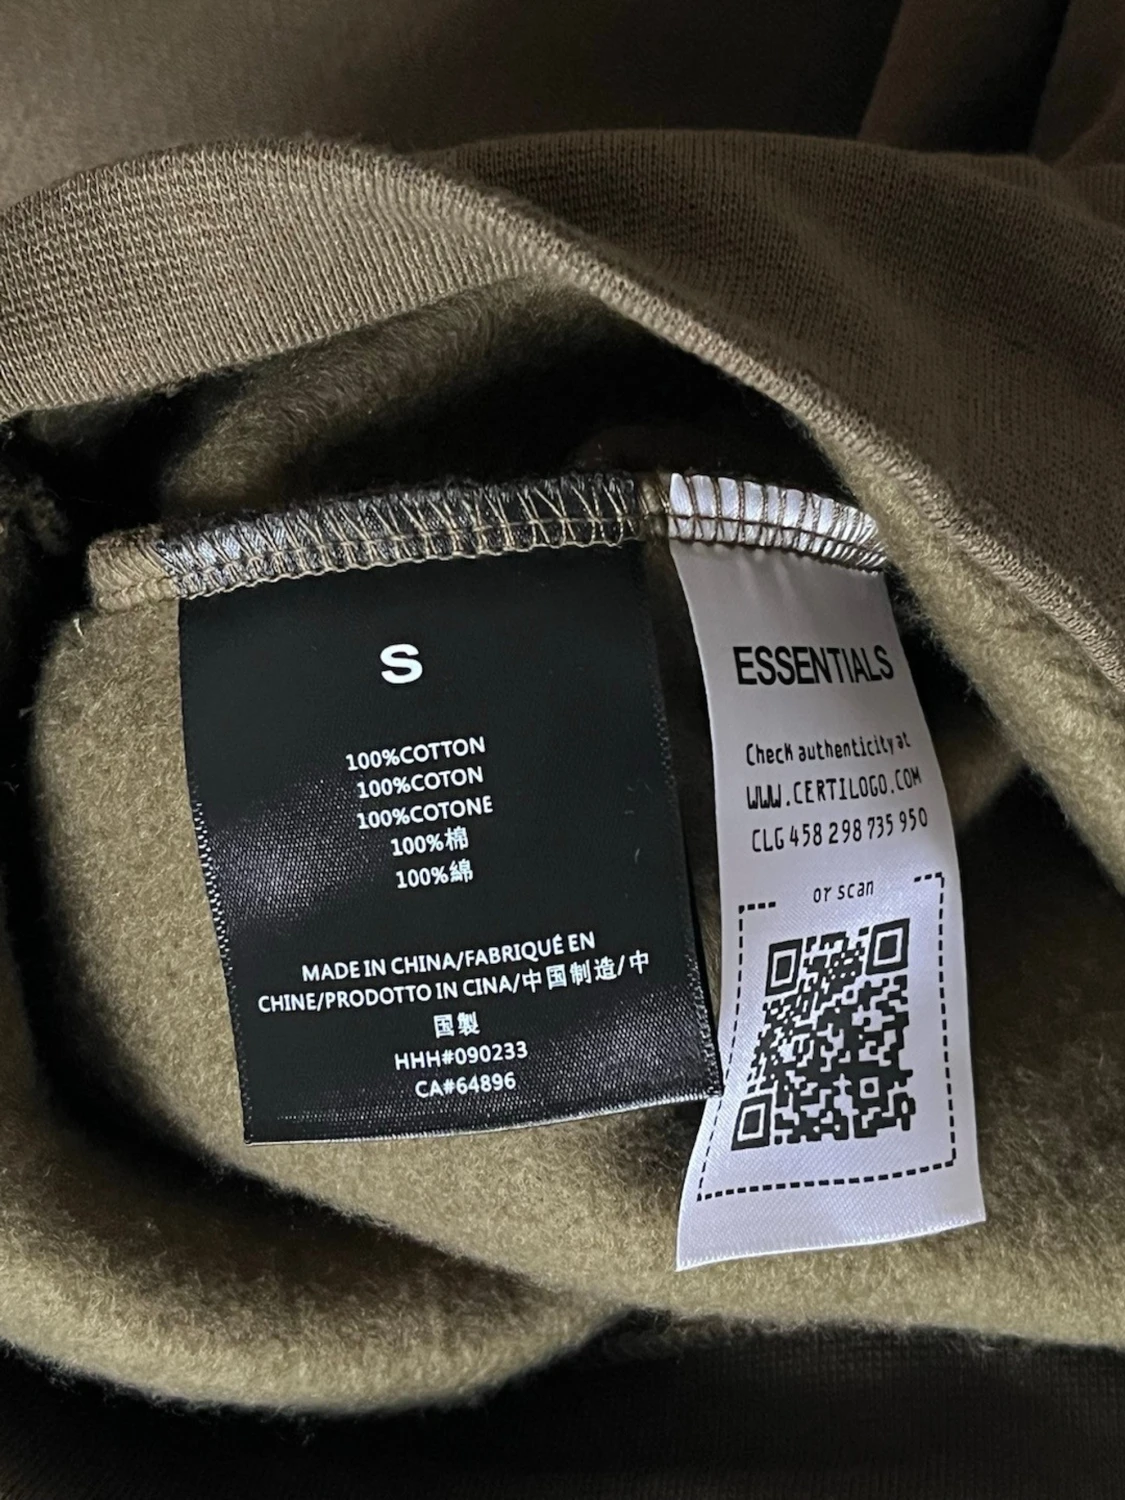 S
100%COTTON
100%COTON
100%COTONE
100%棉
100%綿
MADE IN CHINA/FABRIQUÉ EN
CHINE/PRODOTTO IN CINA/中国制造/中
国製
HHH#090233
CA#64896
ESSENTIALS
Check authenticity at
WWW.CERTILOGO.COM
CLG 458 298 735 950
or scan